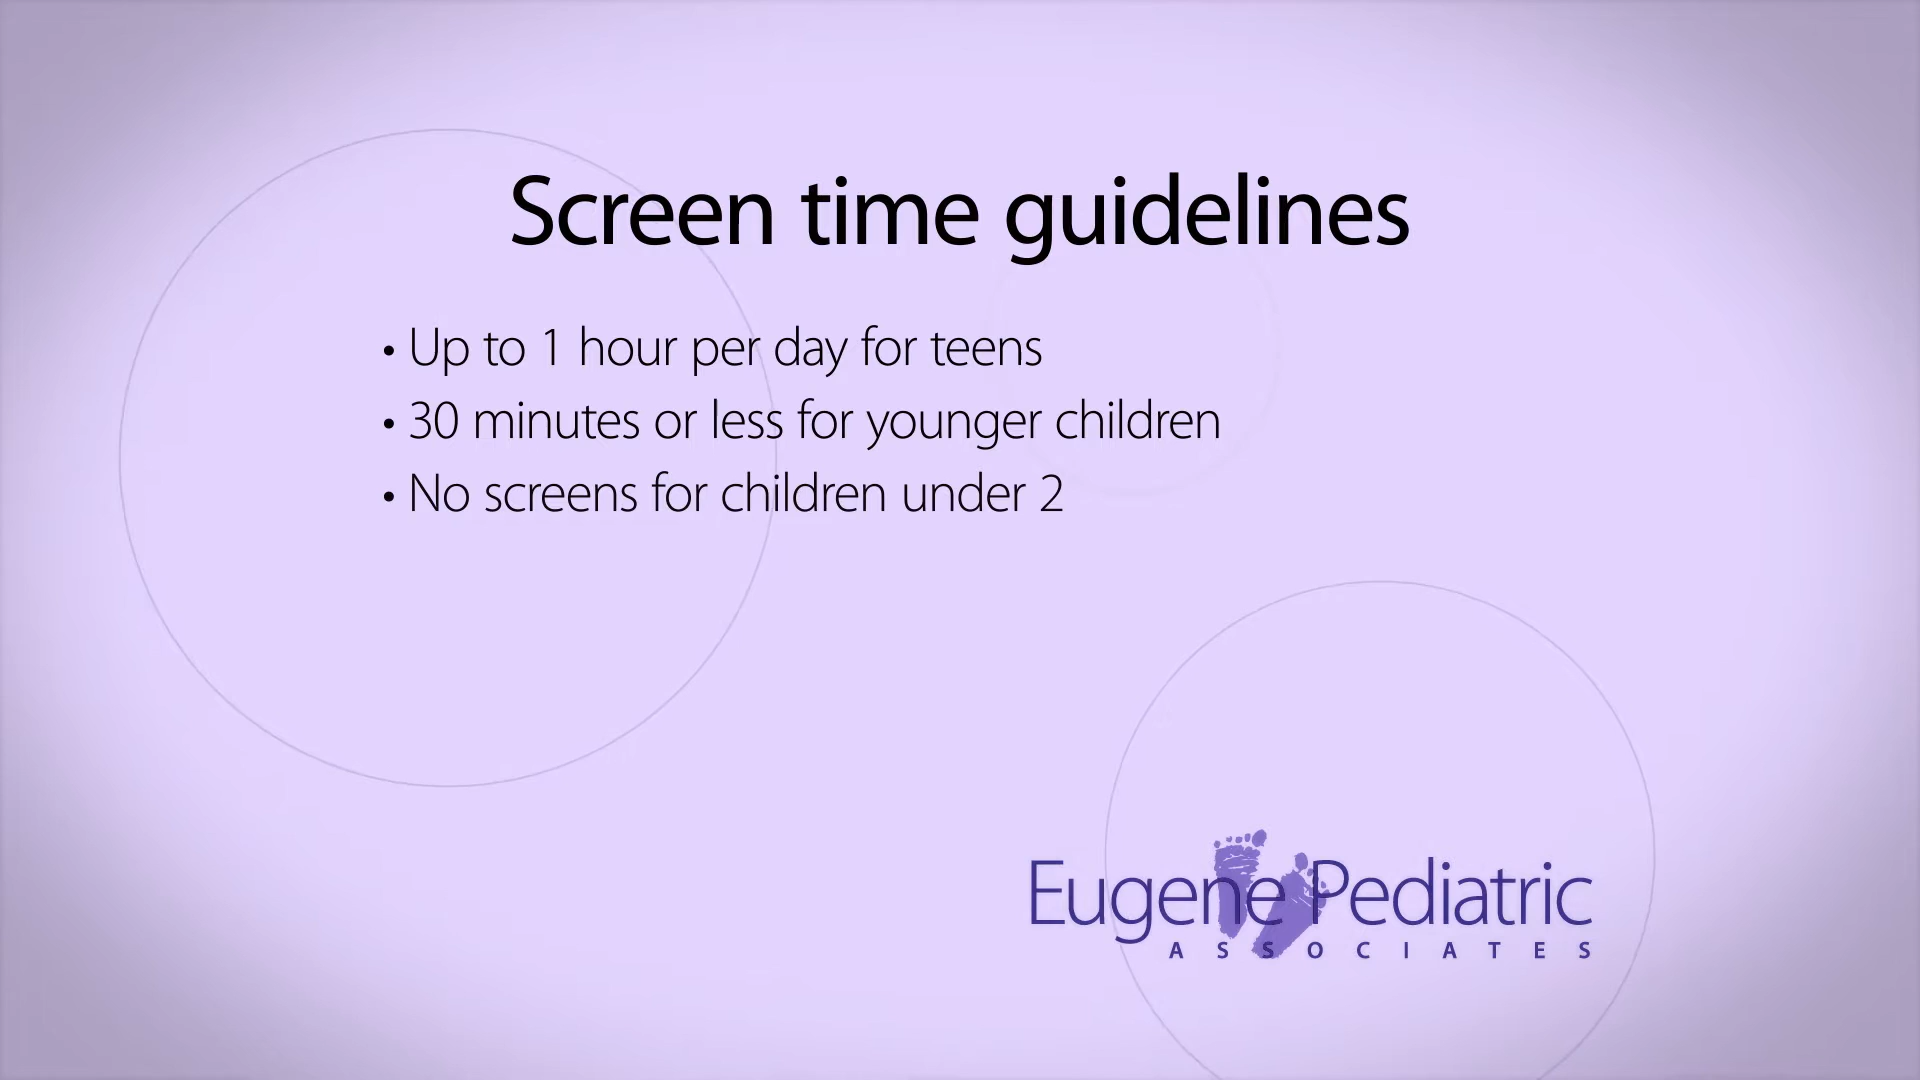 Screen time guidelines
• Up to 1 hour per day for teens
• 30 minutes or less for younger children
• No screens for children under 2
Eugene Pediatric
ASSOCIATES